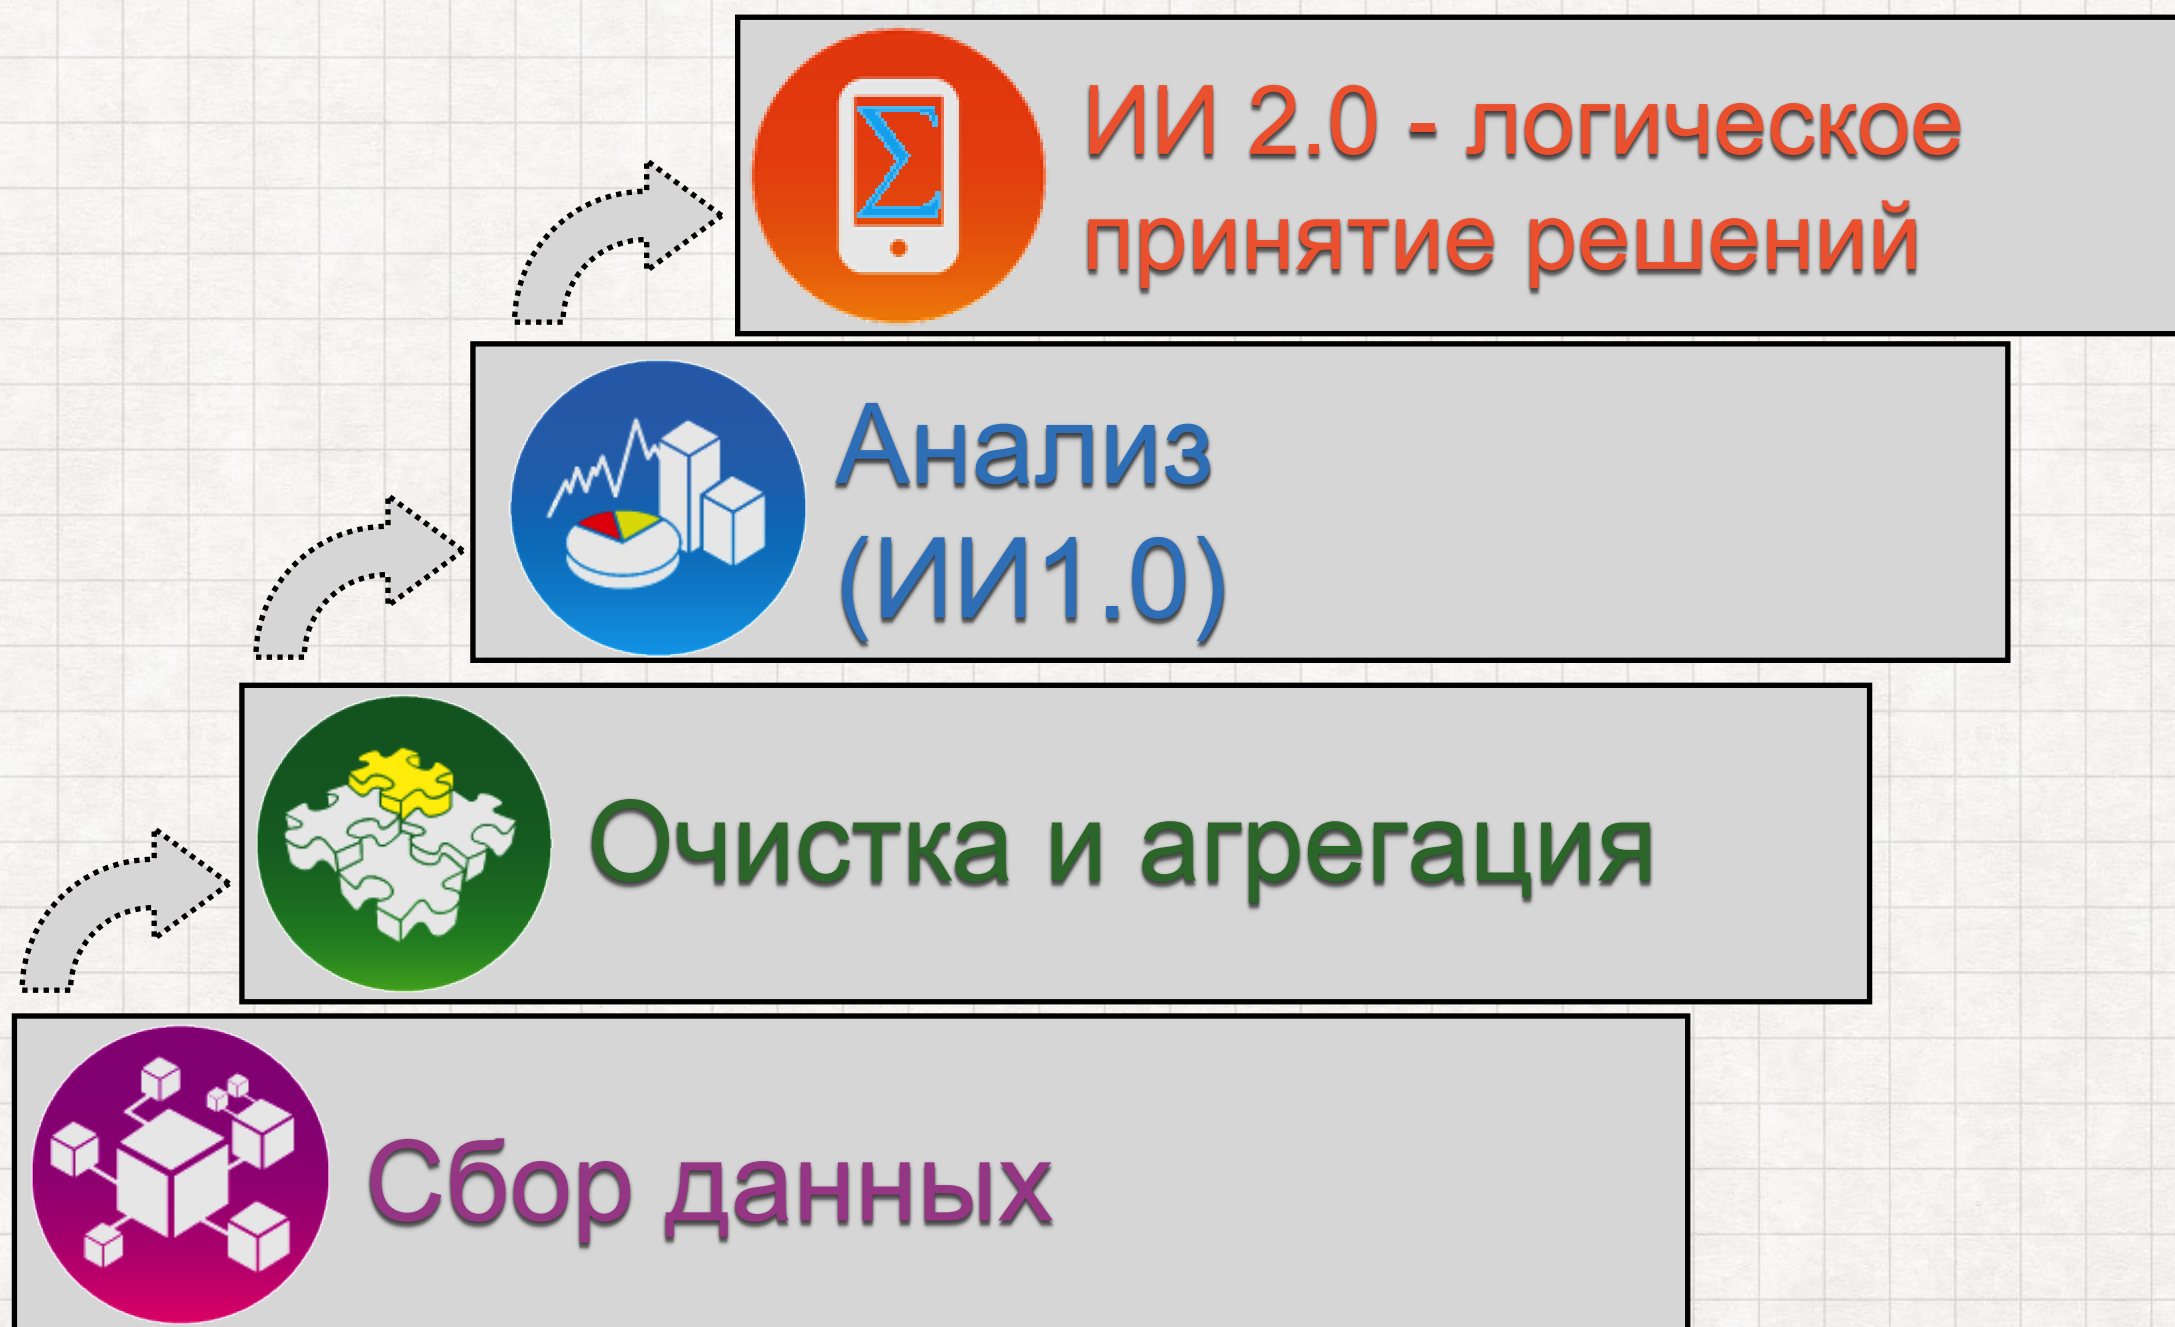 ИИ 2.0 - логическое
принятие решений
Анализ
(ИИ1.0)
Очистка и агрегация
Сбор данных